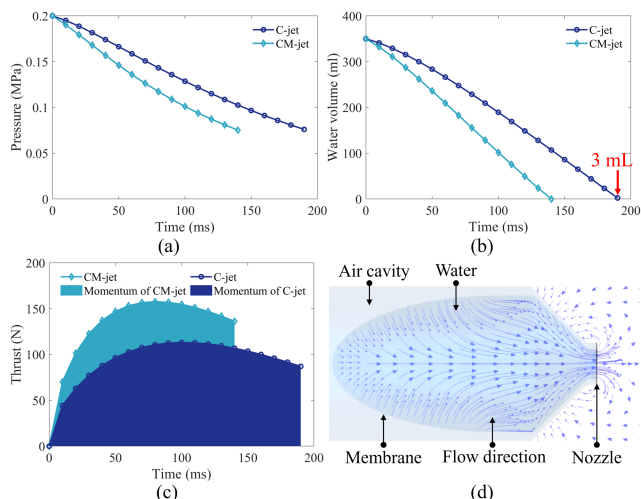 0.2
0.15
0.1
0.05
0
Pressure (MPa)
C-jet
CM-jet
0 50 100 150 200
Time (ms)
(a)
400
300
200
100
0
Water volume (ml)
C-jet
CM-jet
3 mL
0 50 100 150 200
Time (ms)
(b)
200
150
100
50
0
Thrust (N)
CM-jet C-jet
Momentum of CM-jet Momentum of C-jet
0 50 100 150 200
Time (ms)
(c)
Air cavity Water
Membrane Flow direction Nozzle
(d)